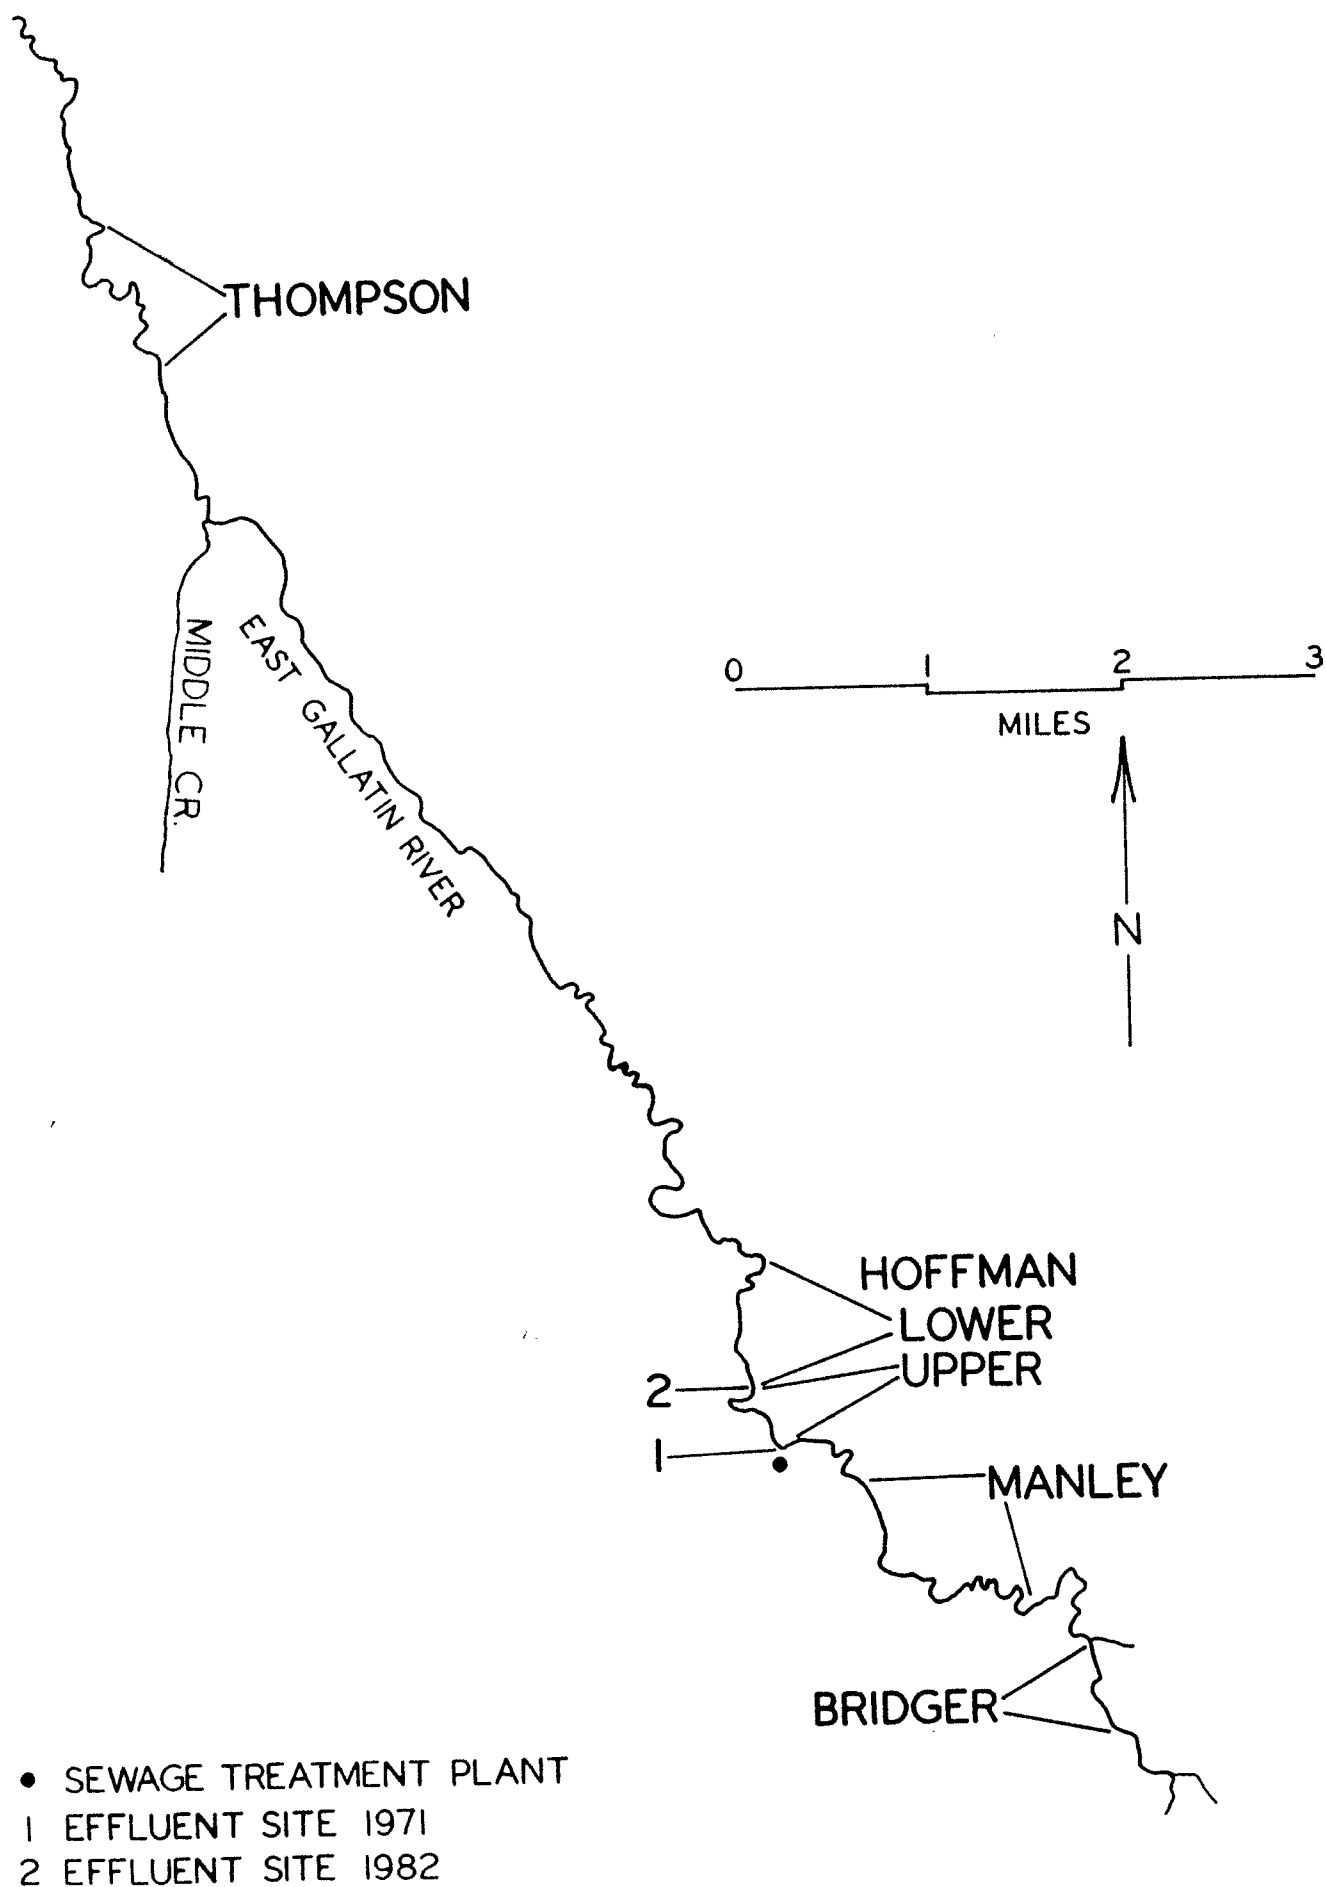 THOMPSON
MIDDLE CR.
EAST GALLATIN RIVER
0 1 2 3
MILES
N
HOFFMAN
LOWER
UPPER
2
1
MANLEY
BRIDGER
• SEWAGE TREATMENT PLANT
1 EFFLUENT SITE 1971
2 EFFLUENT SITE 1982